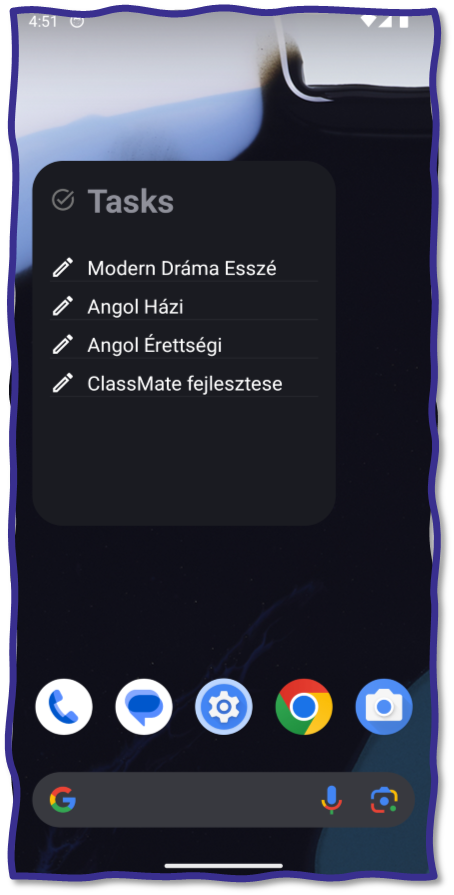 4:51
Tasks
Modern Dráma Esszé
Angol Házi
Angol Érettségi
ClassMate fejlesztese